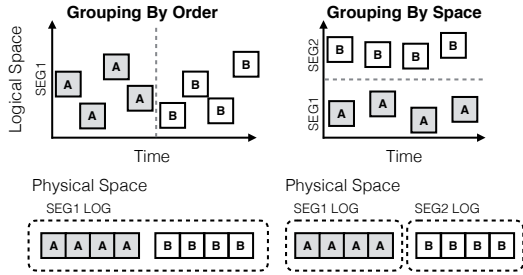 Grouping By Order
Logical Space
SEG1
A A A A B B B B
Time
Physical Space
SEG1 LOG
A A A A B B B B
Grouping By Space
SEG2
B B B B
SEG1
A A A A
Time
Physical Space
SEG1 LOG SEG2 LOG
A A A A B B B B